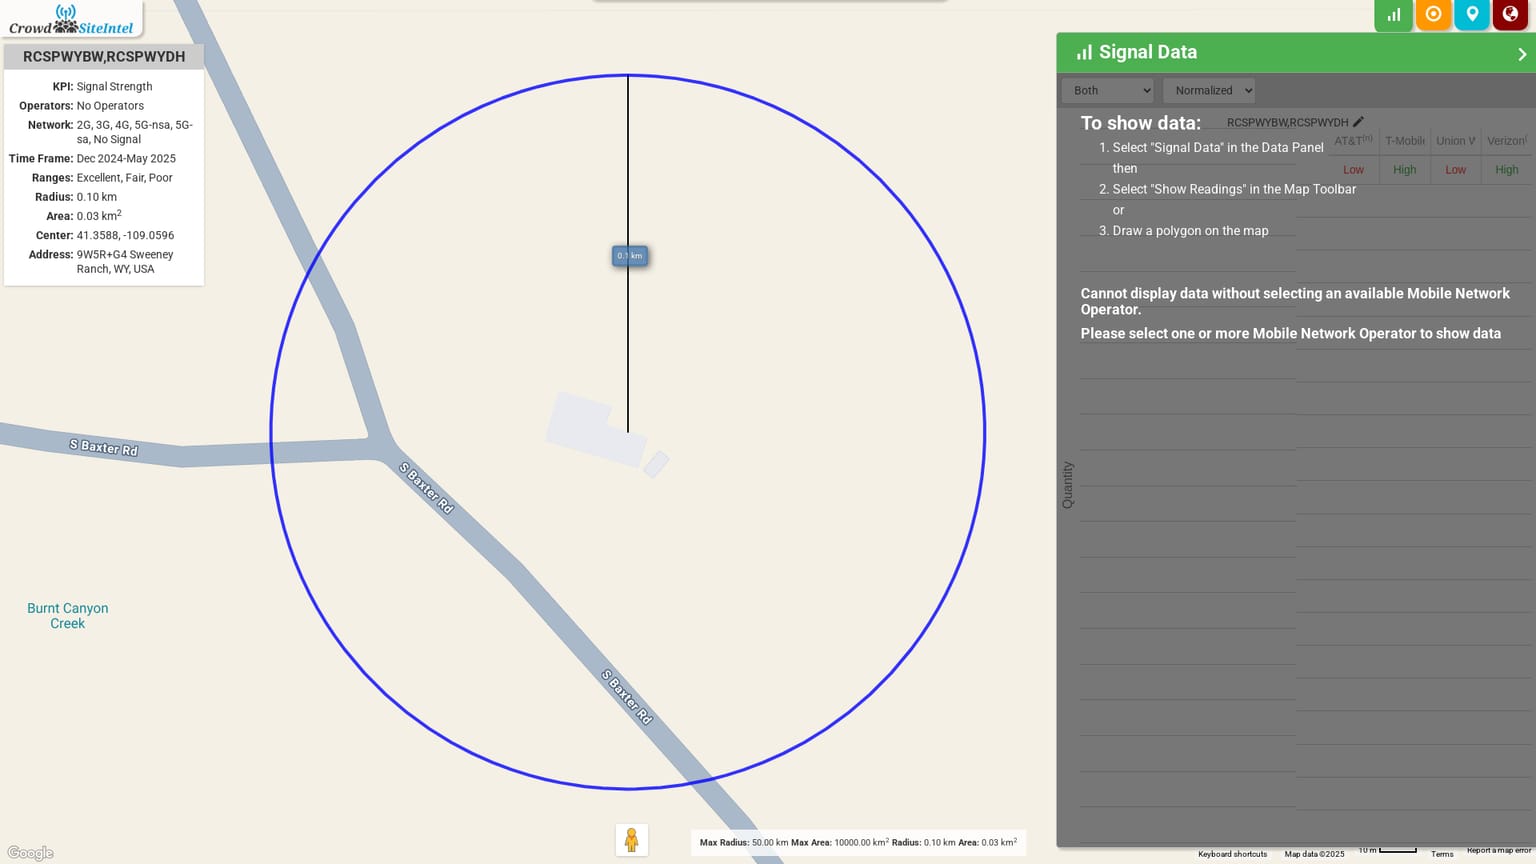 Crowd SiteIntel
RCSPWYBW,RCSPWYDH
KPI: Signal Strength
Operators: No Operators
Network: 2G, 3G, 4G, 5G-nsa, 5G-
sa, No Signal
Time Frame: Dec 2024-May 2025
Ranges: Excellent, Fair, Poor
Radius: 0.10 km
Area: 0.03 km2
Center: 41.3588, -109.0596
Address: 9W5R+G4 Sweeney
Ranch, WY, USA
0.1 km
S Baxter Rd
S Baxter Rd
S Baxter Rd
Burnt Canyon
Creek
Google
Max Radius: 50.00 km Max Area: 10000.00 km2 Radius: 0.10 km Area: 0.03 km2
Signal Data
Both
Normalized
To show data:
RCSPWYBW,RCSPWYDH
AT&T(n) T-Mobile Union Verizon
Low High Low High
1. Select "Signal Data" in the Data Panel
then
2. Select "Show Readings" in the Map Toolbar
or
3. Draw a polygon on the map
Cannot display data without selecting an available Mobile Network
Operator.
Please select one or more Mobile Network Operator to show data
Quantity
Keyboard shortcuts Map data ©2025 10 m Terms Report a map error